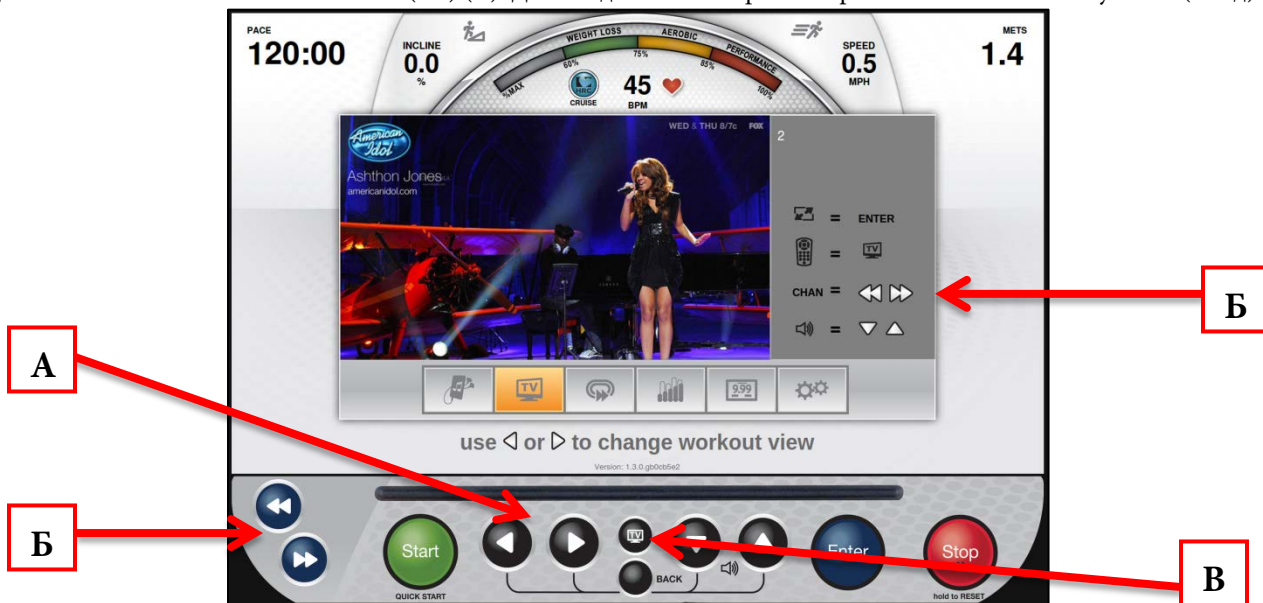 PACE
120:00
INCLINE
0.0
%
%MAX
60%
WEIGHT LOSS
75%
AEROBIC
85%
PERFORMANCE
100%
HRC
CRUISE
45
BPM
SPEED
0.5
MPH
METS
1.4
American Idol
WED & THU 8/7c FOX
Ashthon Jones
americanidol.com
2
= ENTER
= TV
CHAN =
=
А
Б
TV
9.99
use ◁ or ▷ to change workout view
Version: 1.3.0.gb0cb5e2
Б
Start
QUICK START
TV
BACK
Enter
Stop
hold to RESET
В